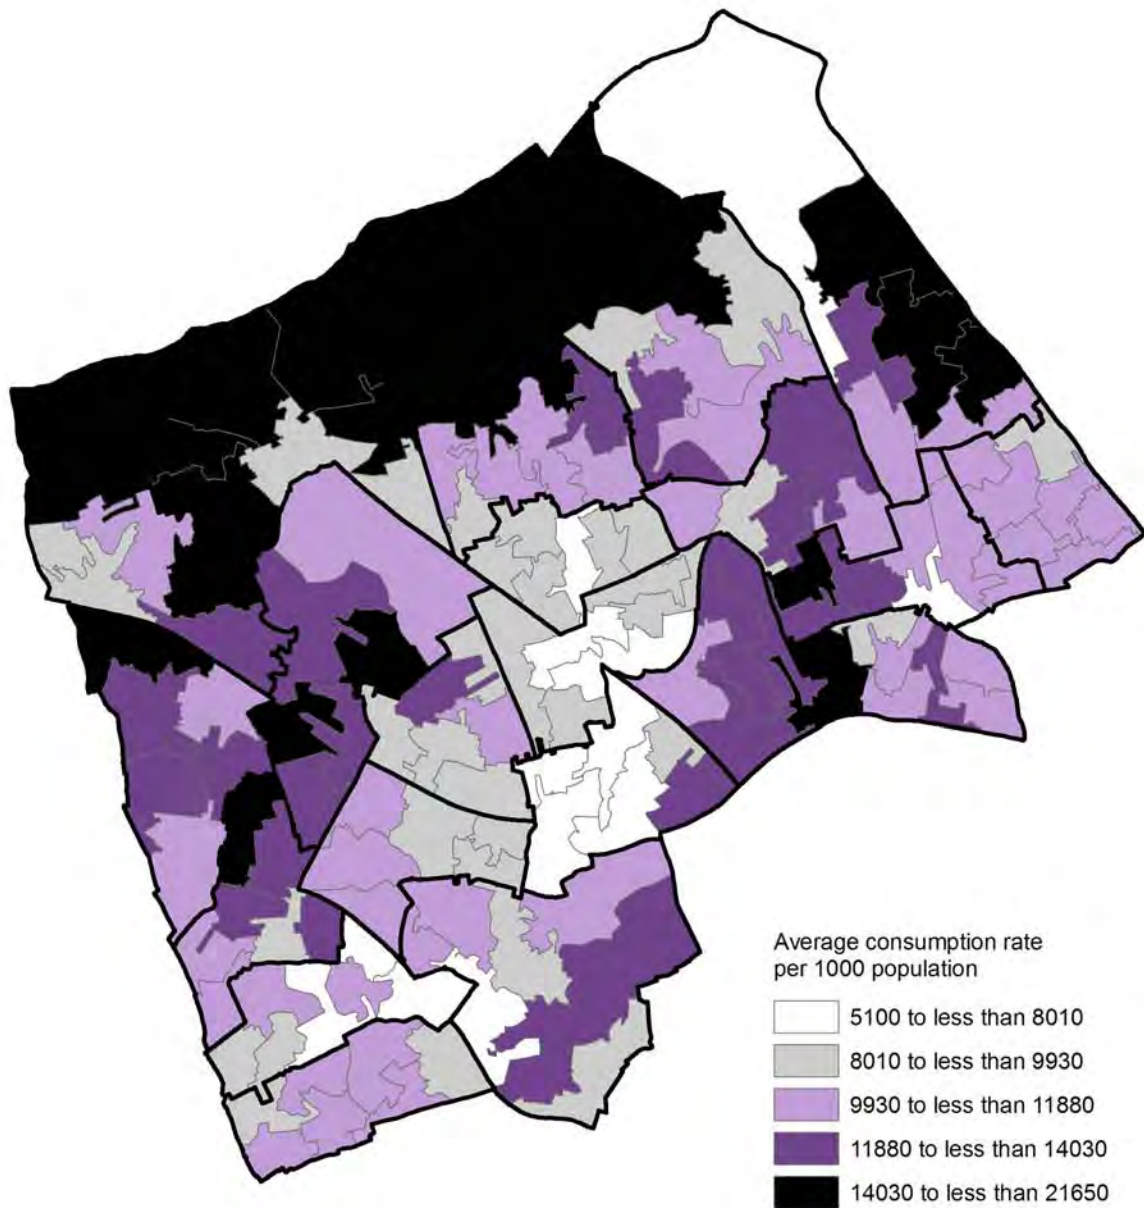 Average consumption rate
per 1000 population
5100 to less than 8010
8010 to less than 9930
9930 to less than 11880
11880 to less than 14030
14030 to less than 21650